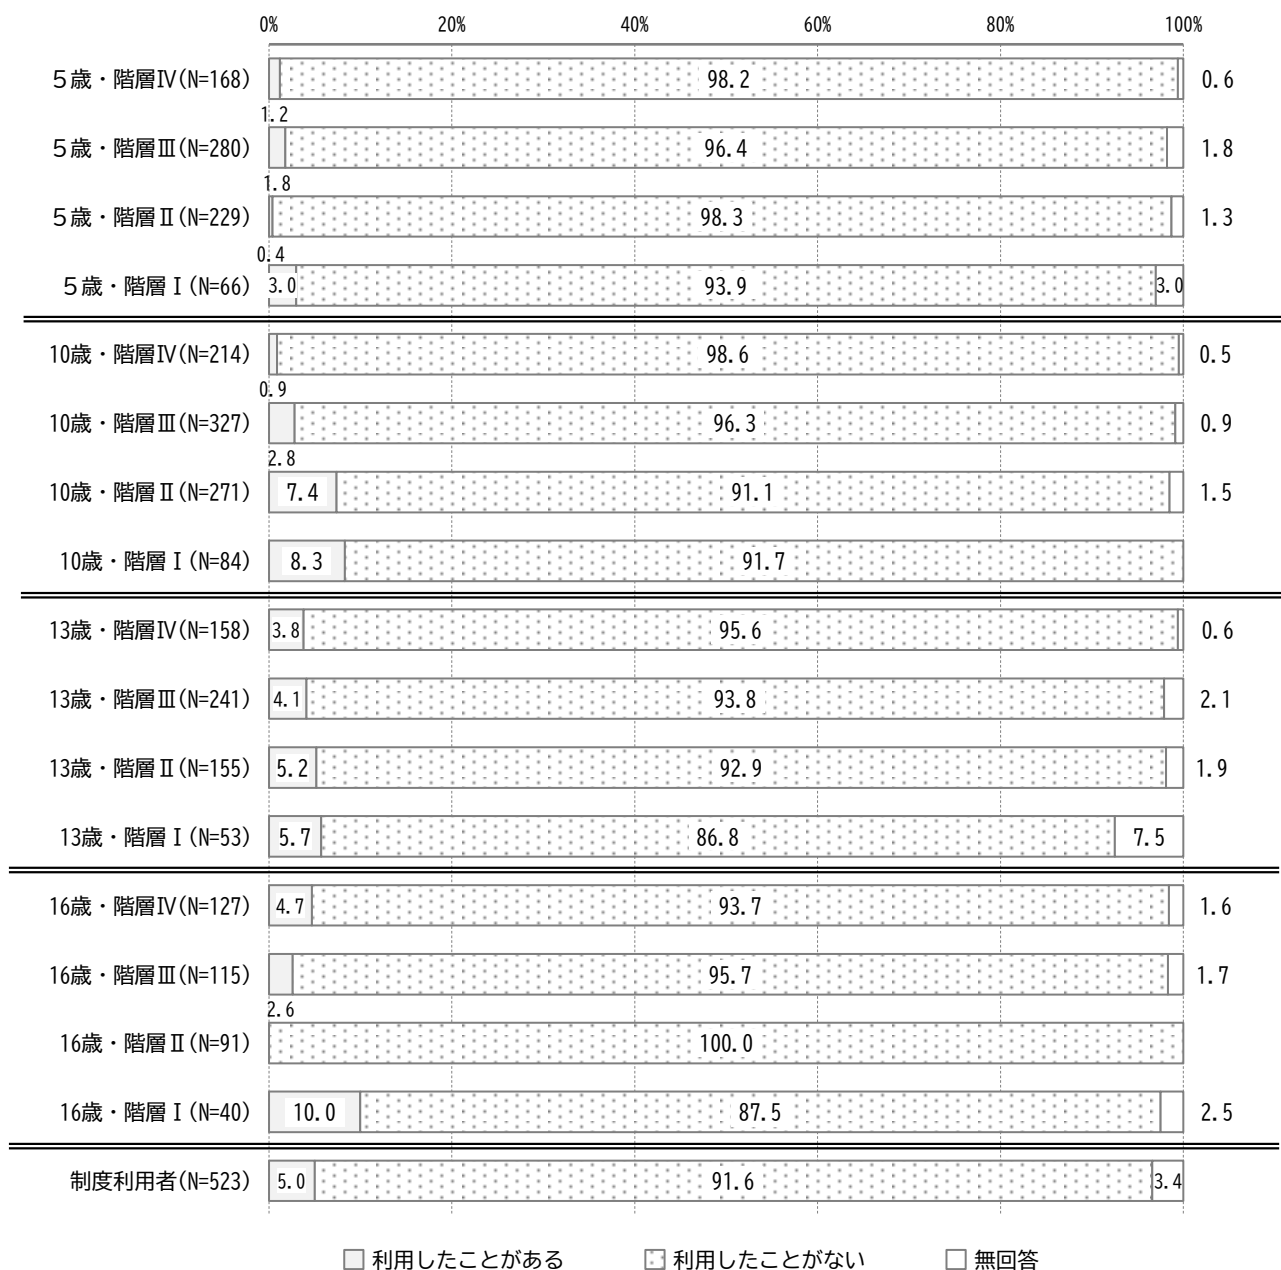 0% 20% 40% 60% 80% 100%
５歳・階層Ⅳ(N=168) 98.2 0.6
1.2
５歳・階層Ⅲ(N=280) 96.4 1.8
1.8
５歳・階層Ⅱ(N=229) 98.3 1.3
0.4
５歳・階層Ⅰ(N=66) 3.0 93.9 3.0
10歳・階層Ⅳ(N=214) 98.6 0.5
0.9
10歳・階層Ⅲ(N=327) 96.3 0.9
2.8
10歳・階層Ⅱ(N=271) 7.4 91.1 1.5
10歳・階層Ⅰ(N=84) 8.3 91.7
13歳・階層Ⅳ(N=158) 3.8 95.6 0.6
13歳・階層Ⅲ(N=241) 4.1 93.8 2.1
13歳・階層Ⅱ(N=155) 5.2 92.9 1.9
13歳・階層Ⅰ(N=53) 5.7 86.8 7.5
16歳・階層Ⅳ(N=127) 4.7 93.7 1.6
16歳・階層Ⅲ(N=115) 95.7 1.7
2.6
16歳・階層Ⅱ(N=91) 100.0
16歳・階層Ⅰ(N=40) 10.0 87.5 2.5
制度利用者(N=523) 5.0 91.6 3.4
利用したことがある 利用したことがない 無回答